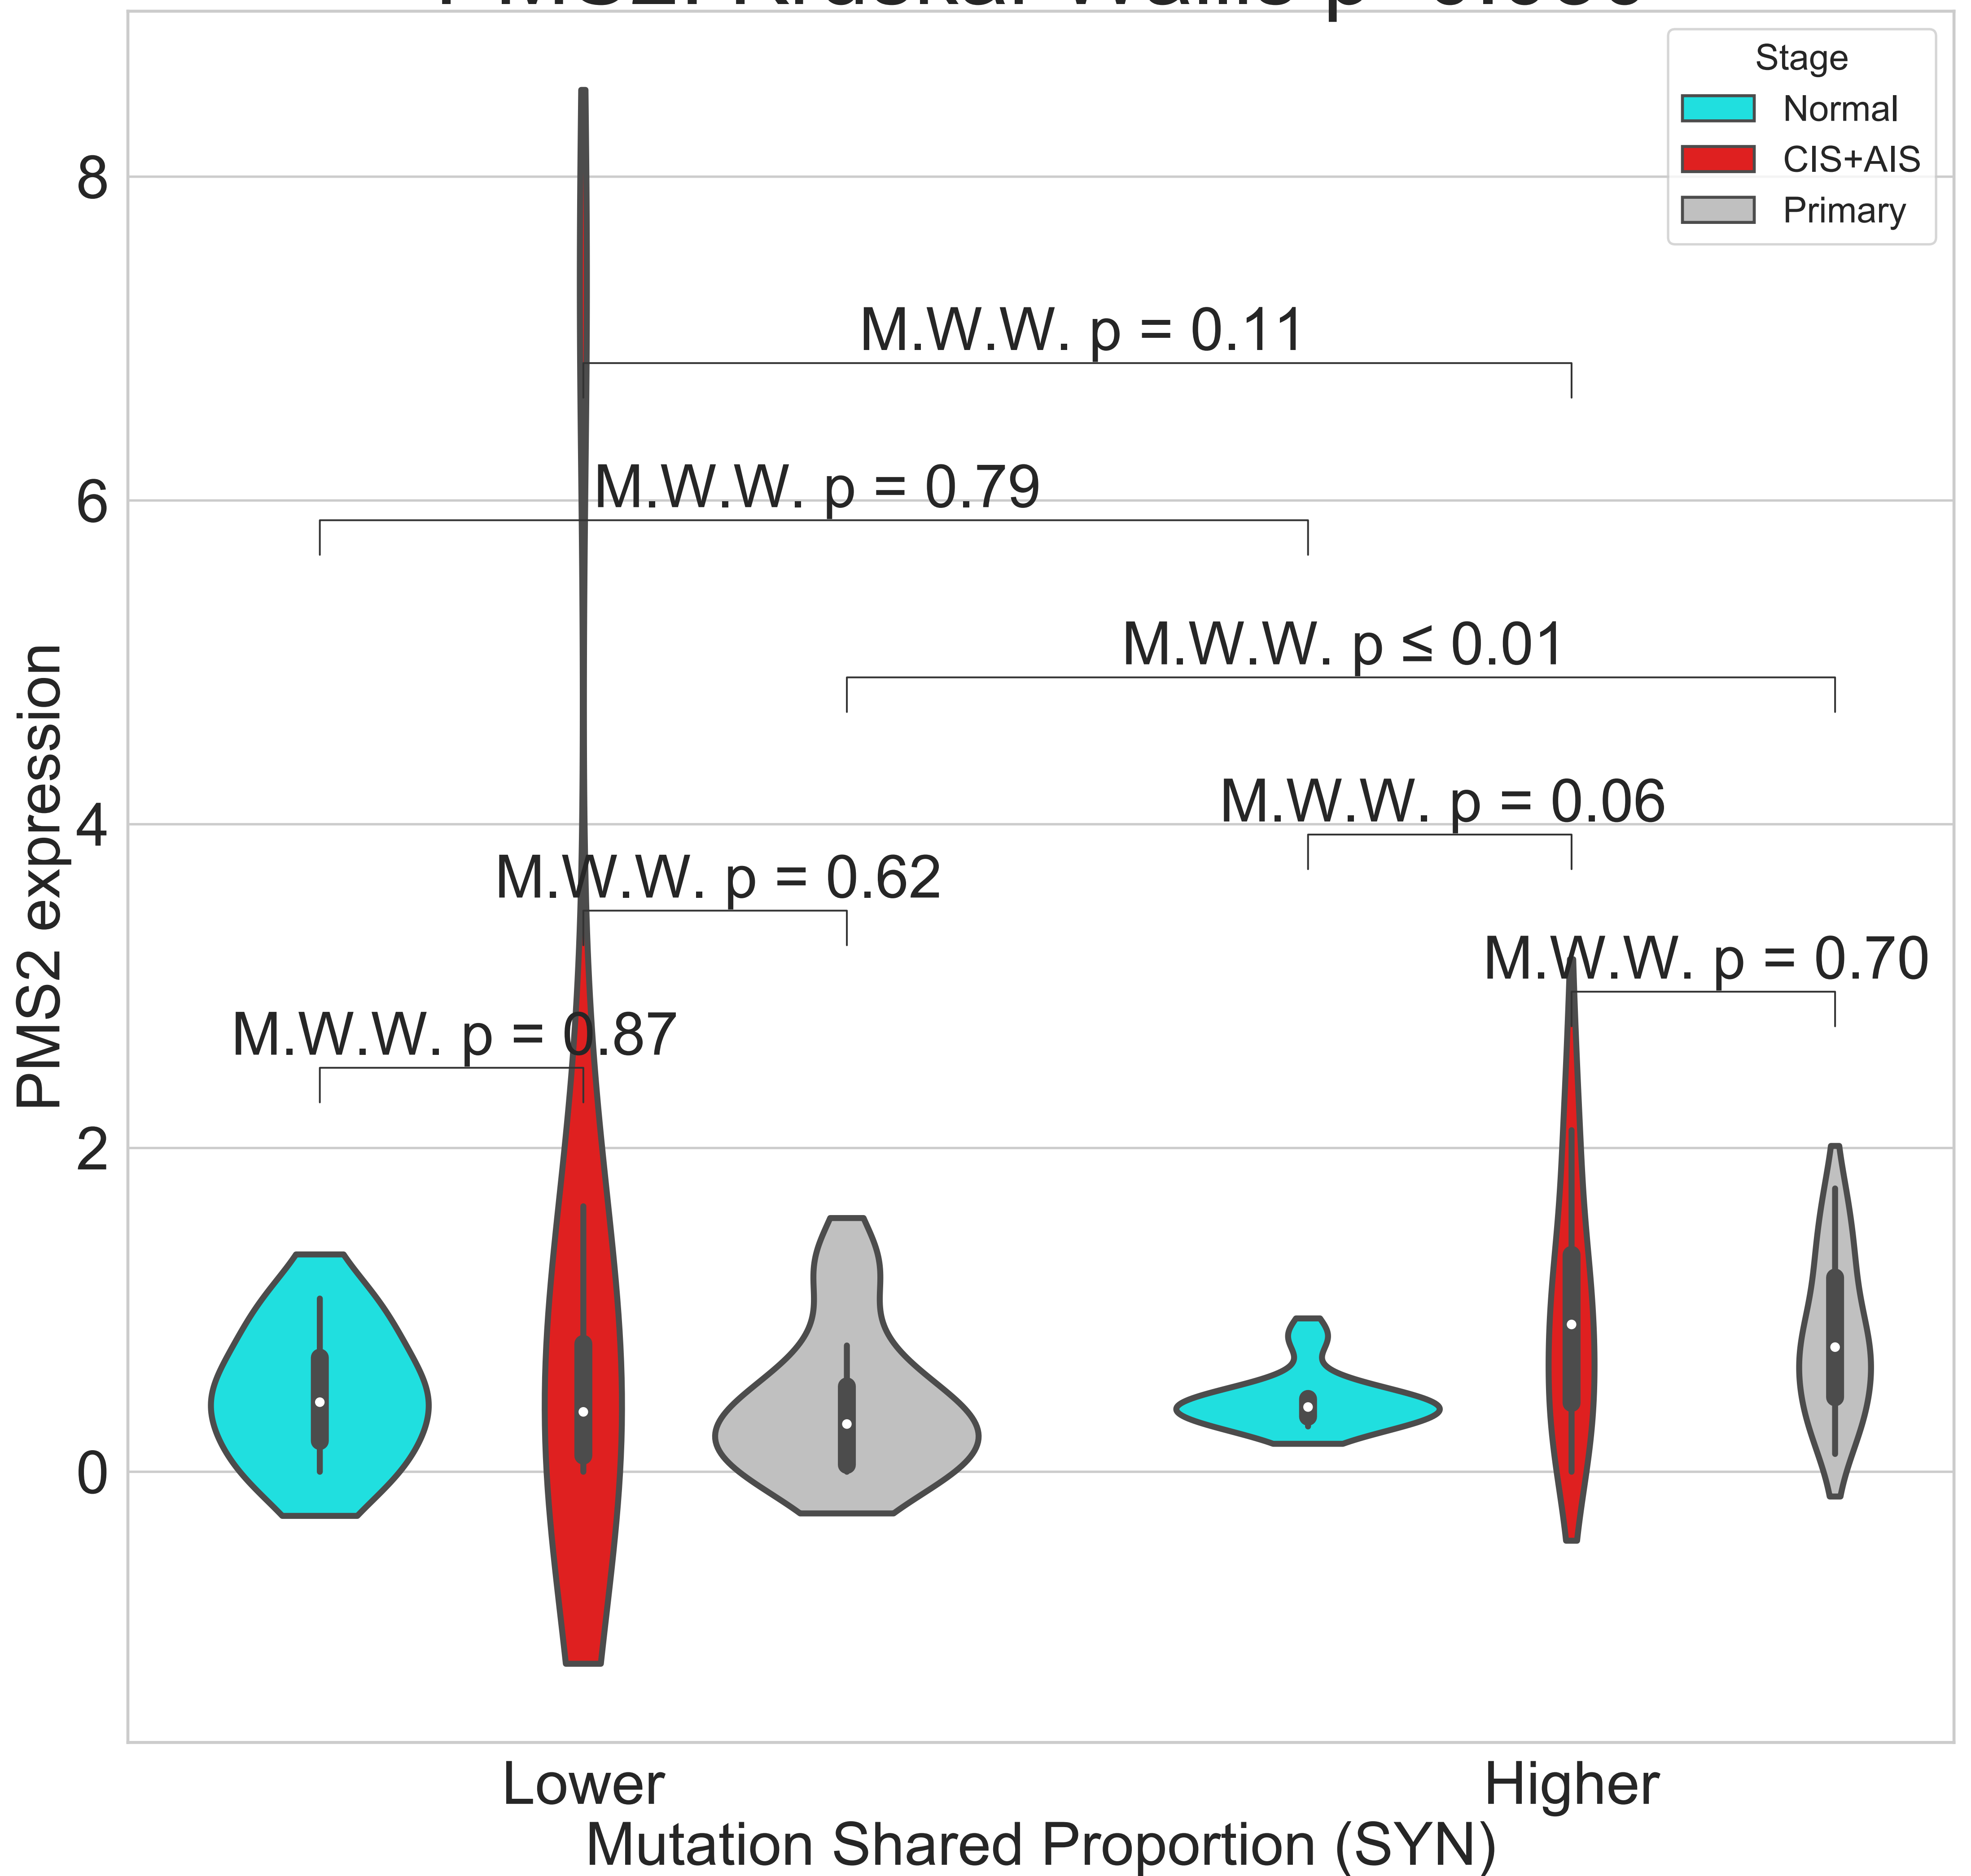 Stage
Normal
CIS+AIS
Primary
M.W.W. p = 0.11
M.W.W. p = 0.79
M.W.W. p ≤ 0.01
M.W.W. p = 0.06
M.W.W. p = 0.62
M.W.W. p = 0.70
M.W.W. p = 0.87
8
6
4
2
0
PMS2 expression
Lower
Higher
Mutation Shared Proportion (SYN)